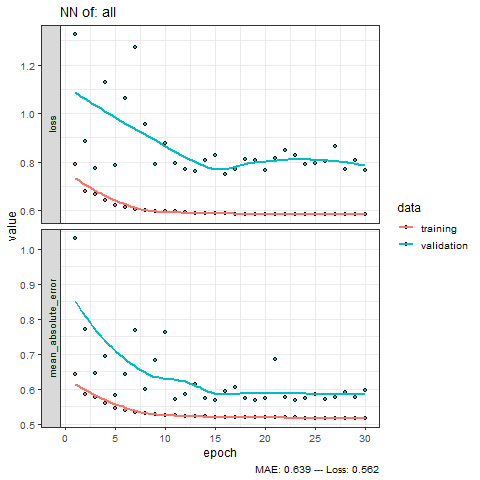 NN of: all
loss
1.2
1.0
0.8
0.6
value
mean_absolute_error
1.0
0.9
0.8
0.7
0.6
0.5
0 5 10 15 20 25 30
epoch
data
training
validation
MAE: 0.639 --- Loss: 0.562